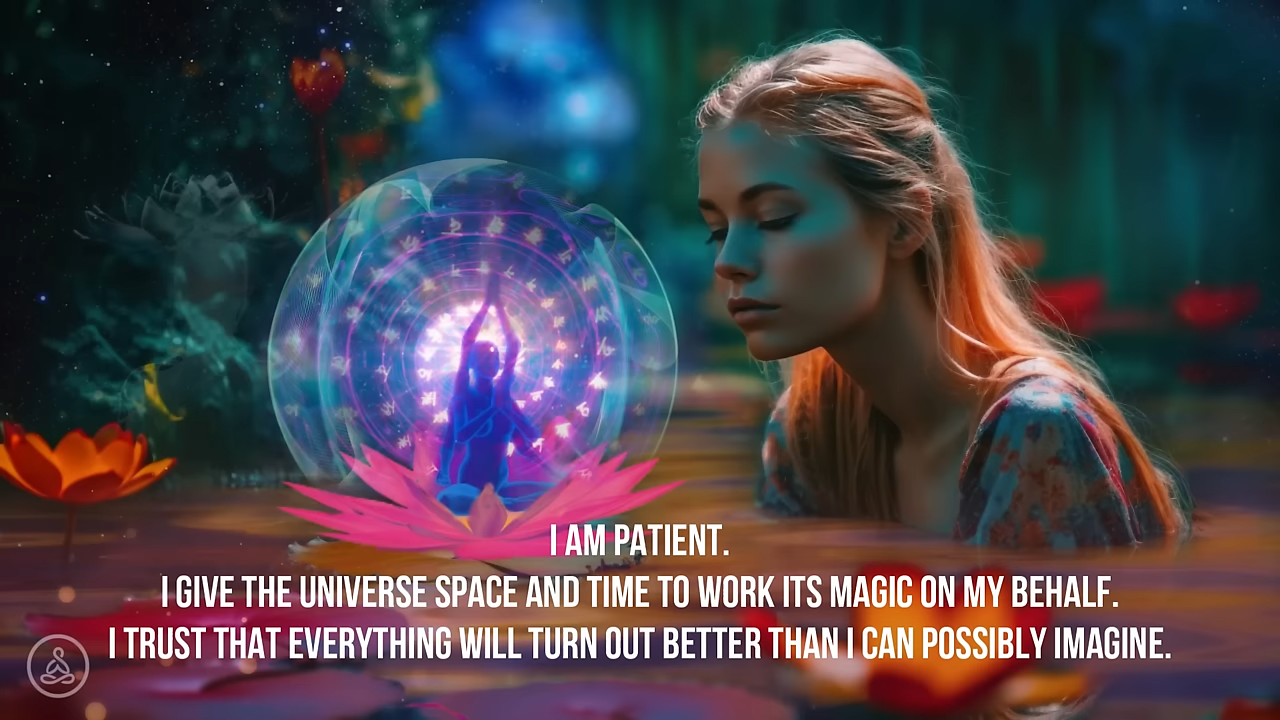 I AM PATIENT.
I GIVE THE UNIVERSE SPACE AND TIME TO WORK ITS MAGIC ON MY BEHALF.
I TRUST THAT EVERYTHING WILL TURN OUT BETTER THAN I CAN POSSIBLY IMAGINE.